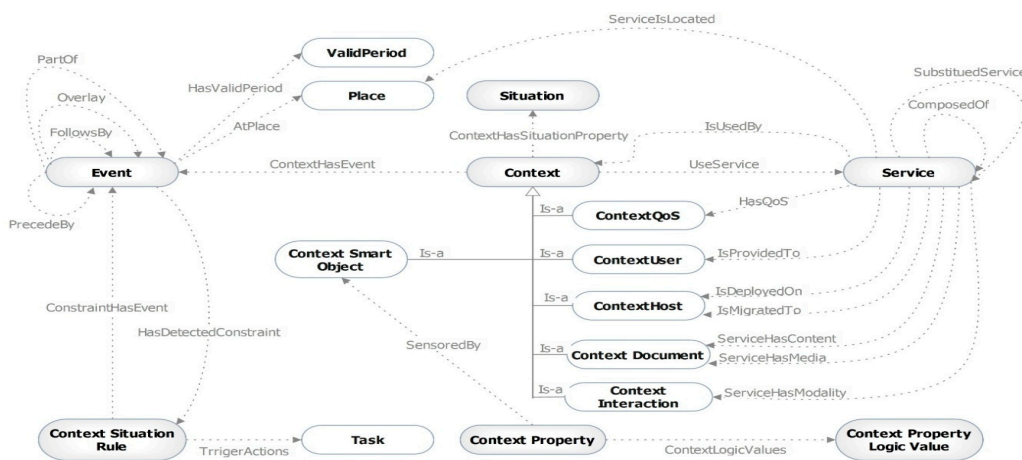 ServiceIsLocated
ValidPeriod
PartOf
SubstituedService
HasValidPeriod
Overlay
Place
Situation
ComposedOf
AtPlace
FollowsBy
ContextHasSituationProperty
IsUsedBy
Event
ContextHasEvent
Context
UseService
Service
Is-a
ContextQoS
HasQoS
PrecedeBy
Context Smart
Object
Is-a
Is-a
ContextUser
IsProvidedTo
IsDeployedOn
Is-a
ContextHost
IsMigratedTo
ConstraintHasEvent
HasDetectedConstraint
SensoredBy
ServiceHasContent
Is-a
Context Document
ServiceHasMedia
Is-a
Context
Interaction
ServiceHasModality
Context Situation
Rule
TrrigerActions
Task
Context Property
ContextLogicValues
Context Property
Logic Value